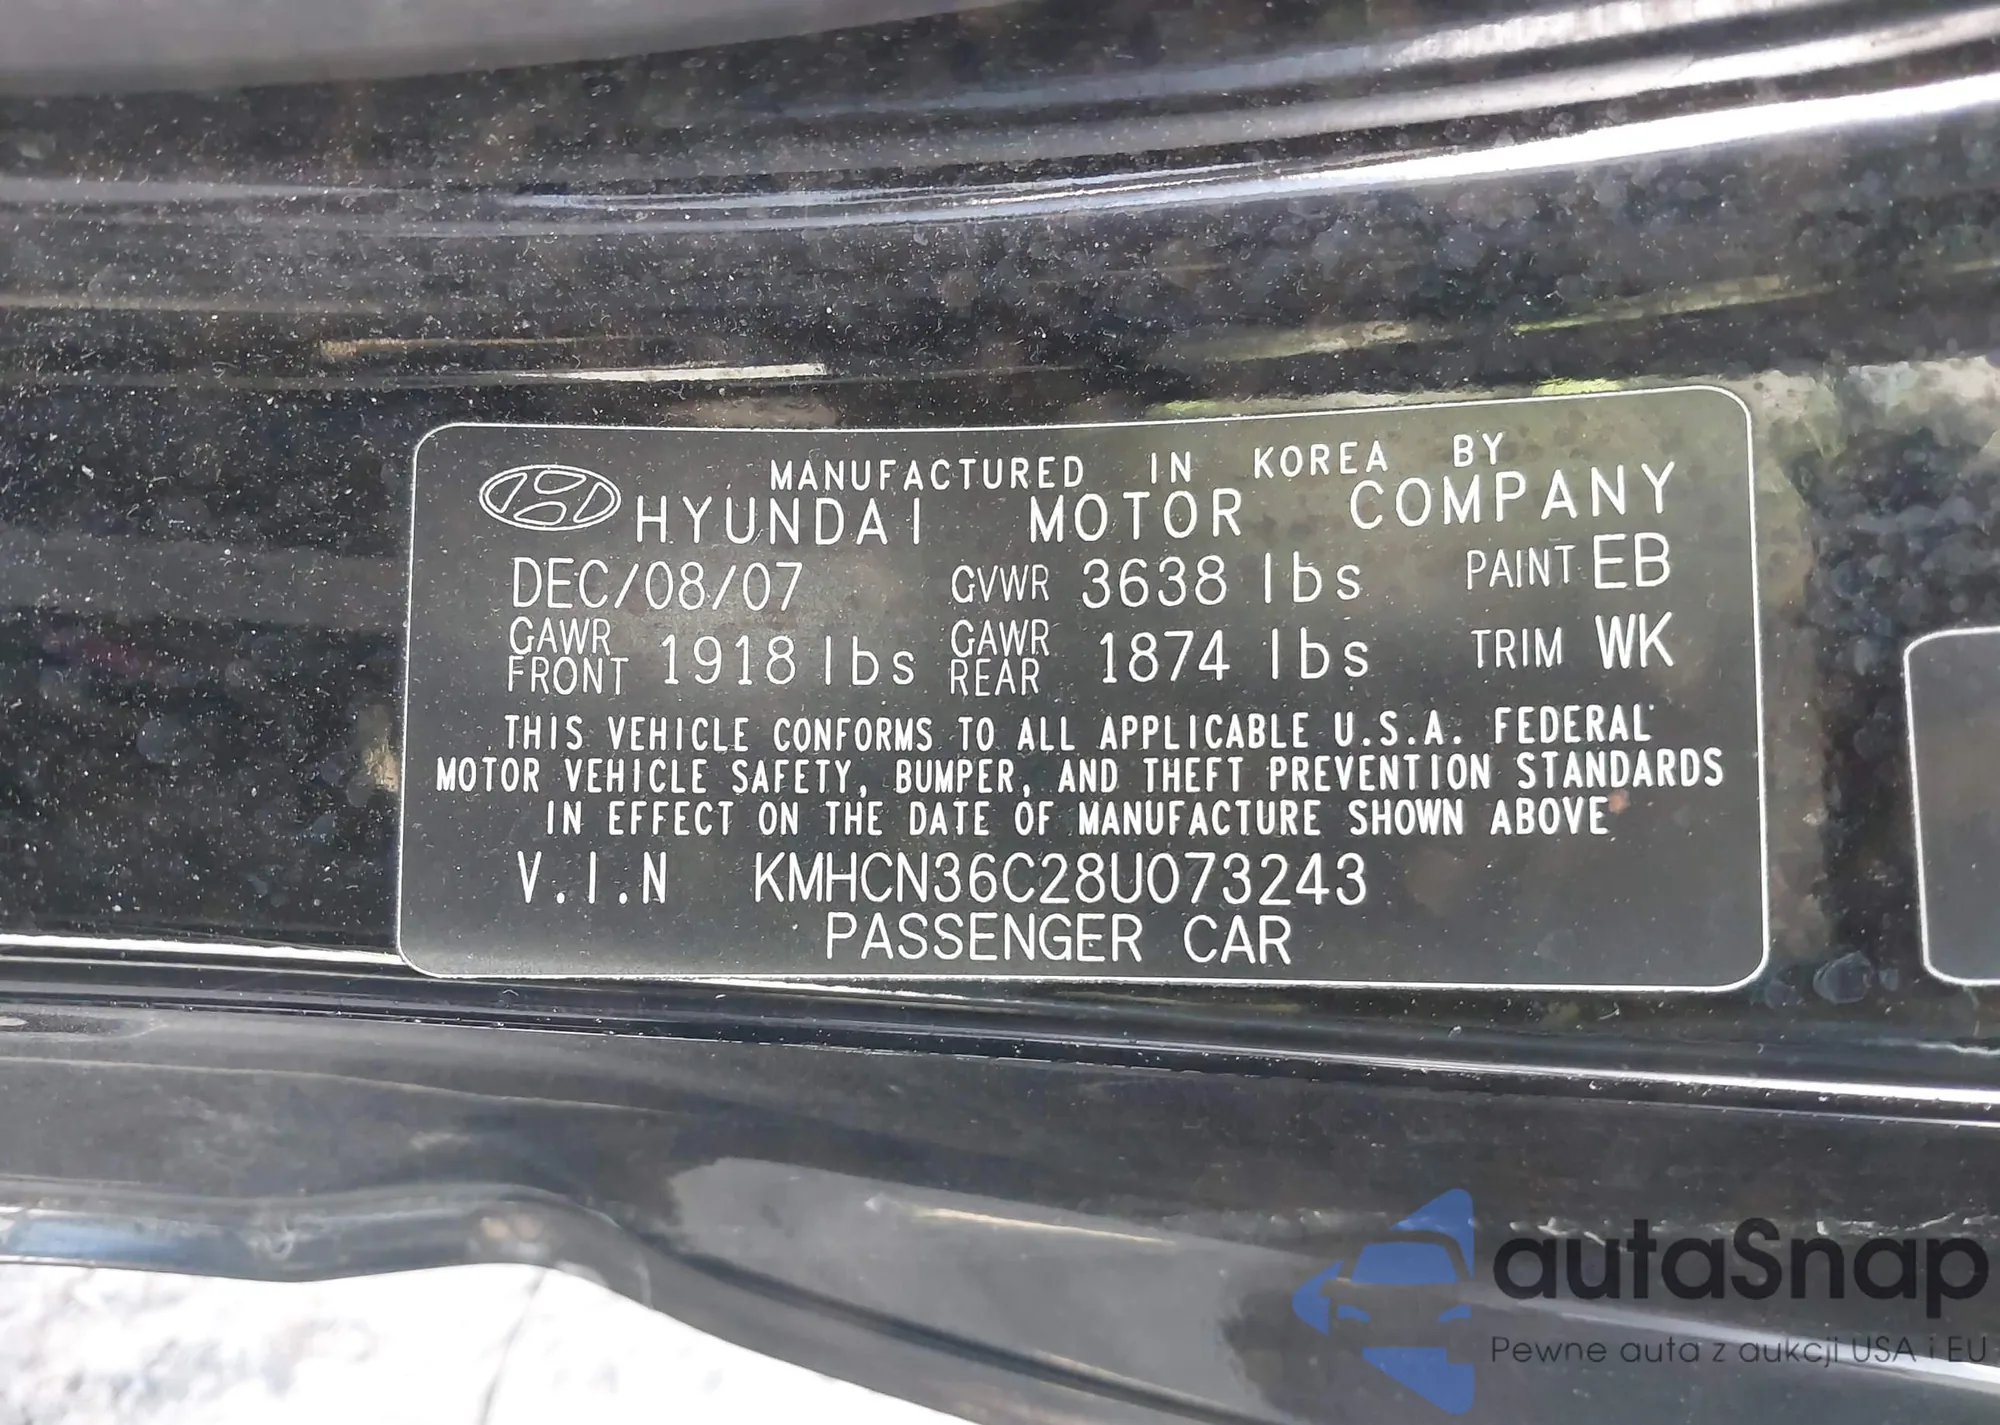 MANUFACTURED IN KOREA BY
HYUNDAI MOTOR COMPANY
DEC/08/07 GVWR 3638 lbs PAINT EB
GAWR FRONT 1918 lbs GAWR REAR 1874 lbs TRIM WK
THIS VEHICLE CONFORMS TO ALL APPLICABLE U.S.A. FEDERAL
MOTOR VEHICLE SAFETY, BUMPER, AND THEFT PREVENTION STANDARDS
IN EFFECT ON THE DATE OF MANUFACTURE SHOWN ABOVE
V.I.N KMHCN36C28U073243
PASSENGER CAR
autaSnap
Pewne auta z aukcji USA i EU